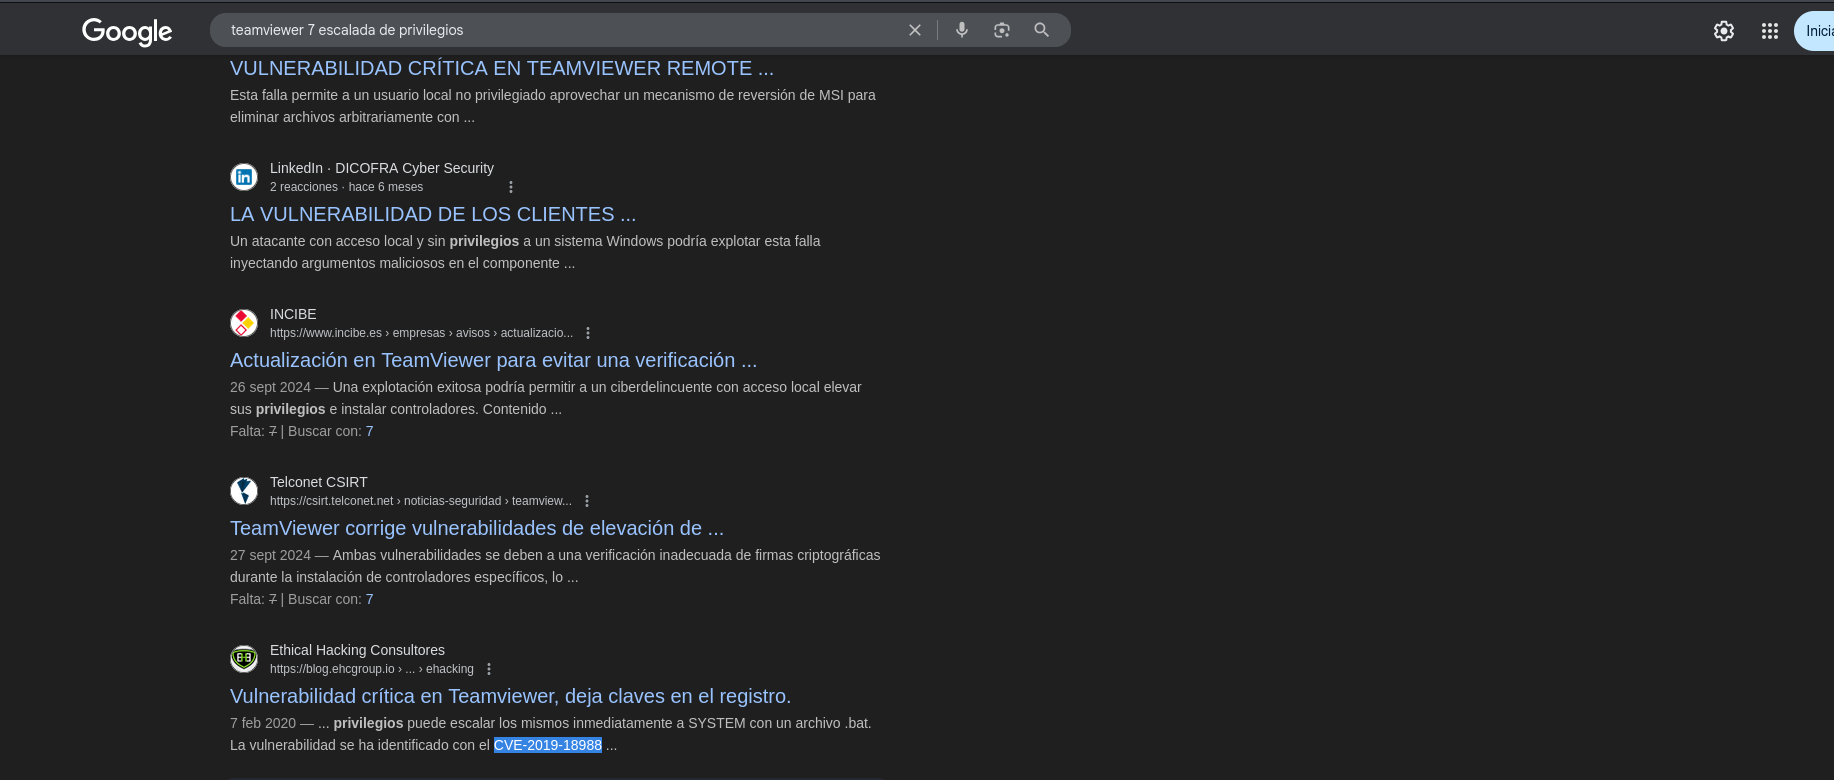 Google
teamviewer 7 escalada de privilegios
Inicia
VULNERABILIDAD CRÍTICA EN TEAMVIEWER REMOTE ...
Esta falla permite a un usuario local no privilegiado aprovechar un mecanismo de reversión de MSI para
eliminar archivos arbitrariamente con ...
LinkedIn · DICOFRA Cyber Security
2 reacciones · hace 6 meses
LA VULNERABILIDAD DE LOS CLIENTES ...
Un atacante con acceso local y sin privilegios a un sistema Windows podría explotar esta falla
inyectando argumentos maliciosos en el componente ...
INCIBE
https://www.incibe.es › empresas › avisos › actualizacio...
Actualización en TeamViewer para evitar una verificación ...
26 sept 2024 — Una explotación exitosa podría permitir a un ciberdelincuente con acceso local elevar
sus privilegios e instalar controladores. Contenido ...
Falta: 7 | Buscar con: 7
Telconet CSIRT
https://csirt.telconet.net › noticias-seguridad › teamview...
TeamViewer corrige vulnerabilidades de elevación de ...
27 sept 2024 — Ambas vulnerabilidades se deben a una verificación inadecuada de firmas criptográficas
durante la instalación de controladores específicos, lo ...
Falta: 7 | Buscar con: 7
Ethical Hacking Consultores
https://blog.ehcgroup.io › ... › ehacking
Vulnerabilidad crítica en Teamviewer, deja claves en el registro.
7 feb 2020 — ... privilegios puede escalar los mismos inmediatamente a SYSTEM con un archivo .bat.
La vulnerabilidad se ha identificado con el CVE-2019-18988 ...